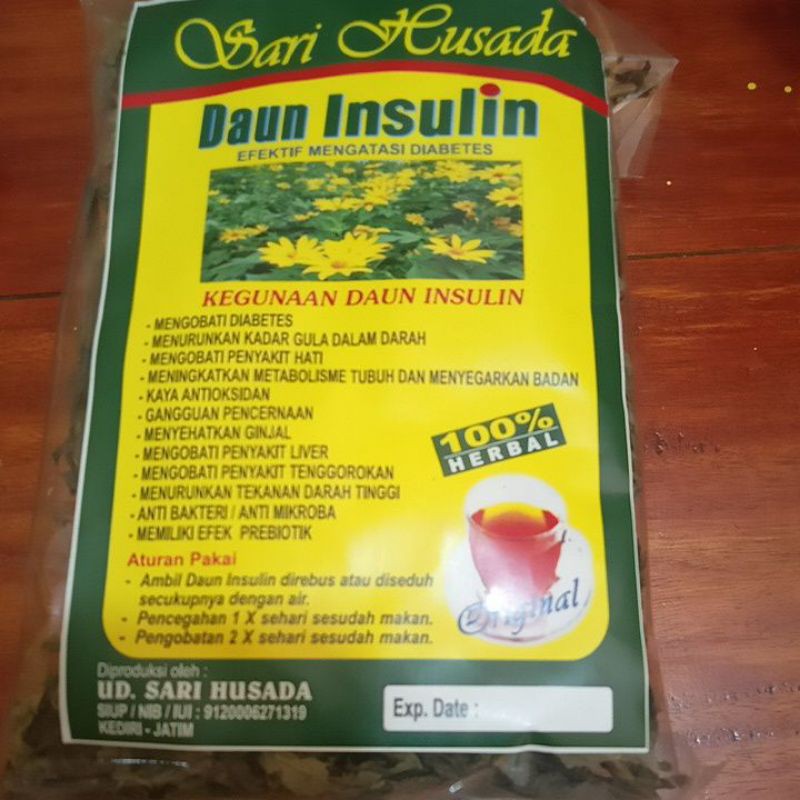 Sari Husada
Daun Insulin
EFEKTIF MENGATASI DIABETES
KEGUNAAN DAUN INSULIN
- MENGOBATI DIABETES
- MENURUNKAN KADAR GULA DALAM DARAH
- MENGOBATI PENYAKIT HATI
- MENINGKATKAN METABOLISME TUBUH DAN MENYEGARKAN BADAN
- KAYA ANTIOKSIDAN
- GANGGUAN PENCERNAAN
- MENYEHATKAN GINJAL
- MENGOBATI PENYAKIT LIVER
- MENGOBATI PENYAKIT TENGGOROKAN
- MENURUNKAN TEKANAN DARAH TINGGI
- ANTI BAKTERI / ANTI MIKROBA
- MEMILIKI EFEK PREBIOTIK
100%
HERBAL
Aturan Pakai
- Ambil Daun Insulin direbus atau diseduh
secukupnya dengan air.
- Pencegahan 1 X sehari sesudah makan.
- Pengobatan 2 X sehari sesudah makan.
Original
Diproduksi oleh :
UD. SARI HUSADA
SIUP / NIB / IUI : 9120006271319
KEDIRI - JATIM
Exp. Date :